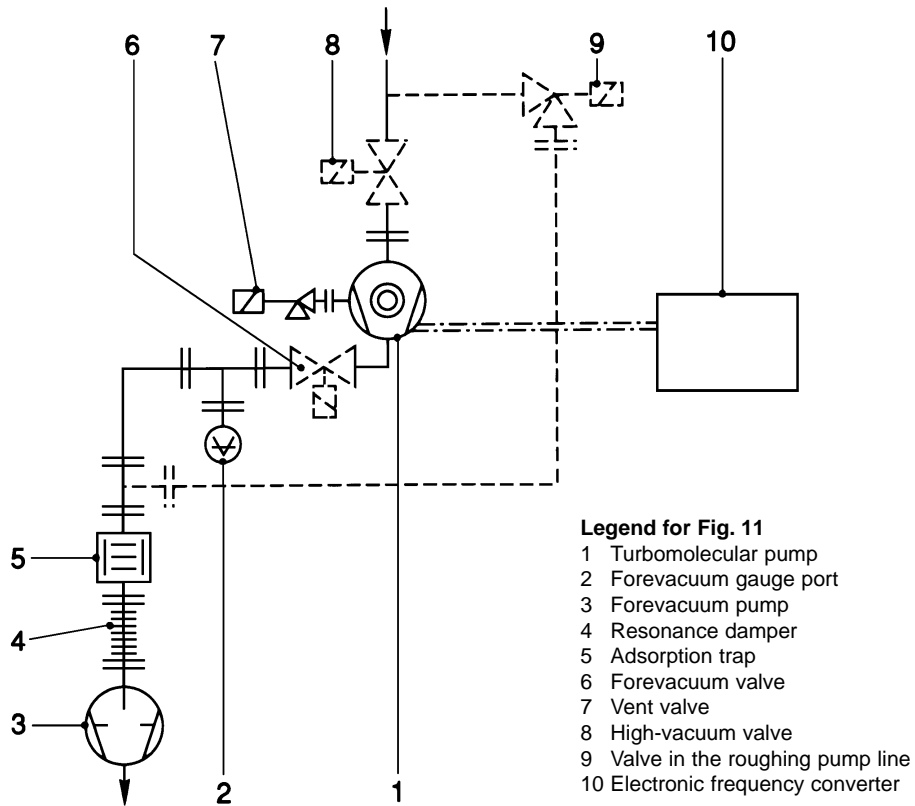 6
7
8
9
10
5
4
3
2
1
Legend for Fig. 11
1 Turbomolecular pump
2 Forevacuum gauge port
3 Forevacuum pump
4 Resonance damper
5 Adsorption trap
6 Forevacuum valve
7 Vent valve
8 High-vacuum valve
9 Valve in the roughing pump line
10 Electronic frequency converter